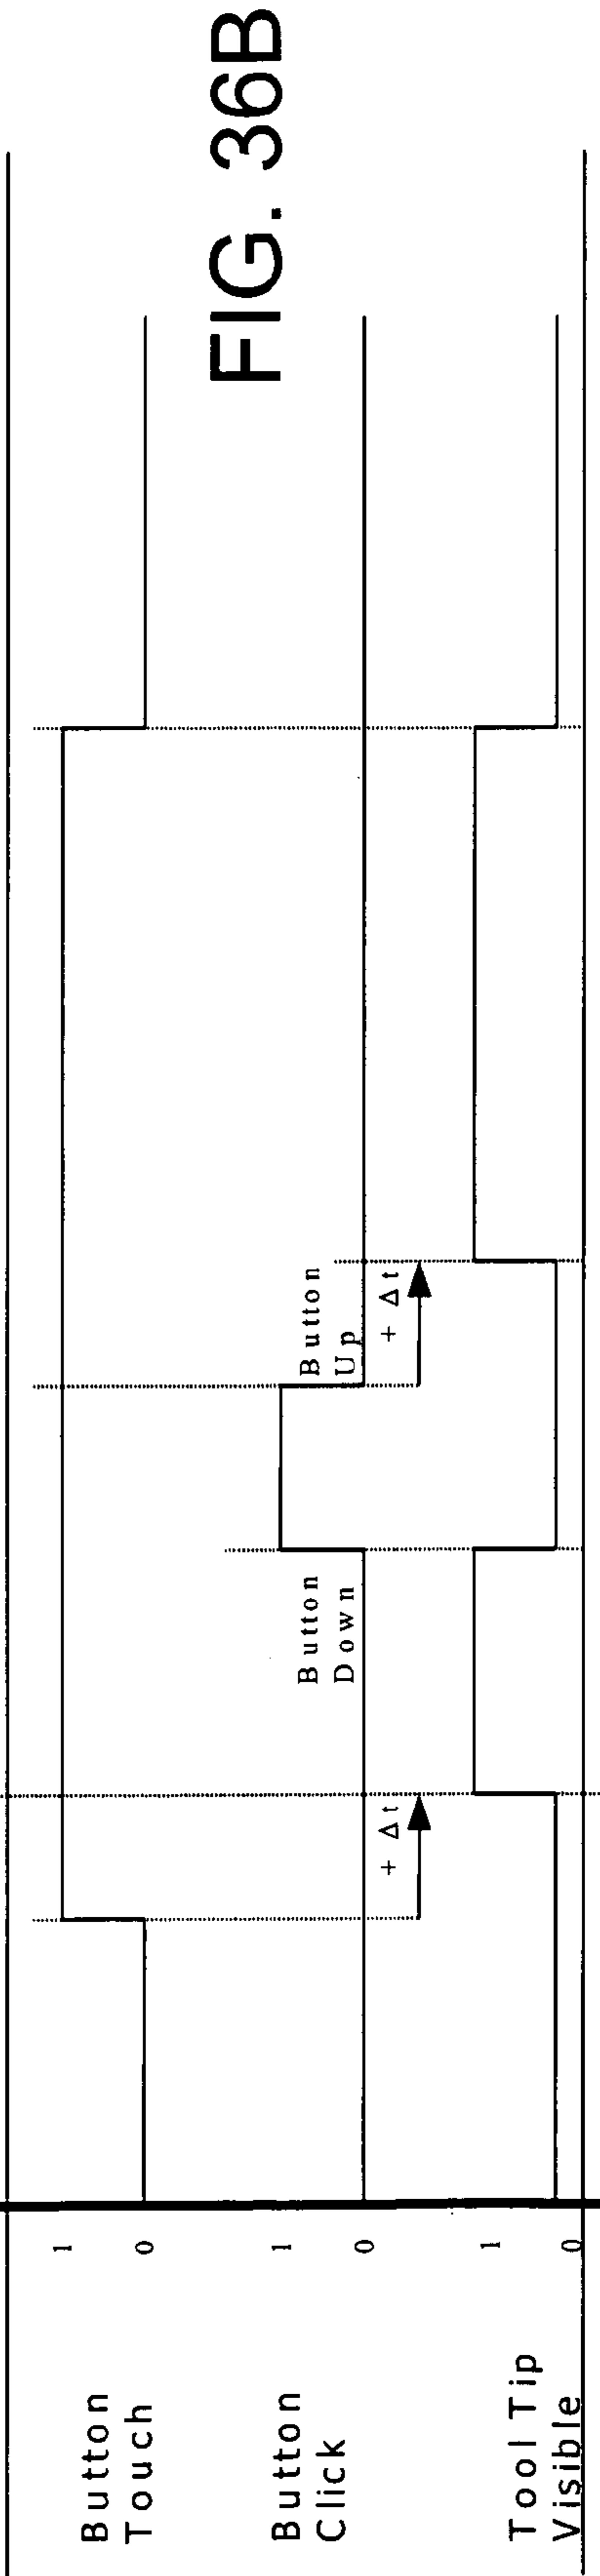 FIG. 36B
Button
Touch
1
0
Button
Click
1
0
Button
Down
Button
Up
+ Δt
+ Δt
Tool Tip
Visible
1
0